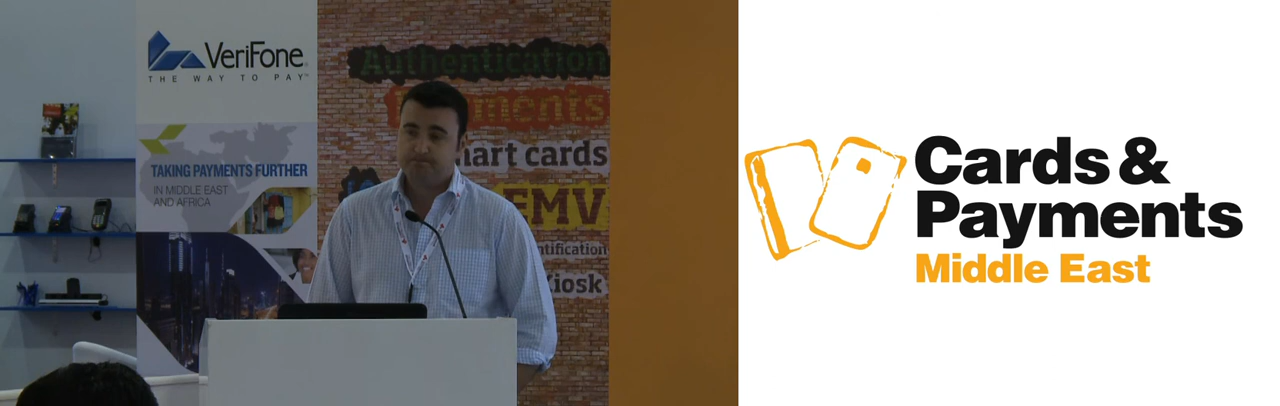 VeriFone
THE WAY TO PAY
TAKING PAYMENTS FURTHER
IN MIDDLE EAST
AND AFRICA
Authentication
Payments
cards
EMV
Kiosk
Cards &
Payments
Middle East